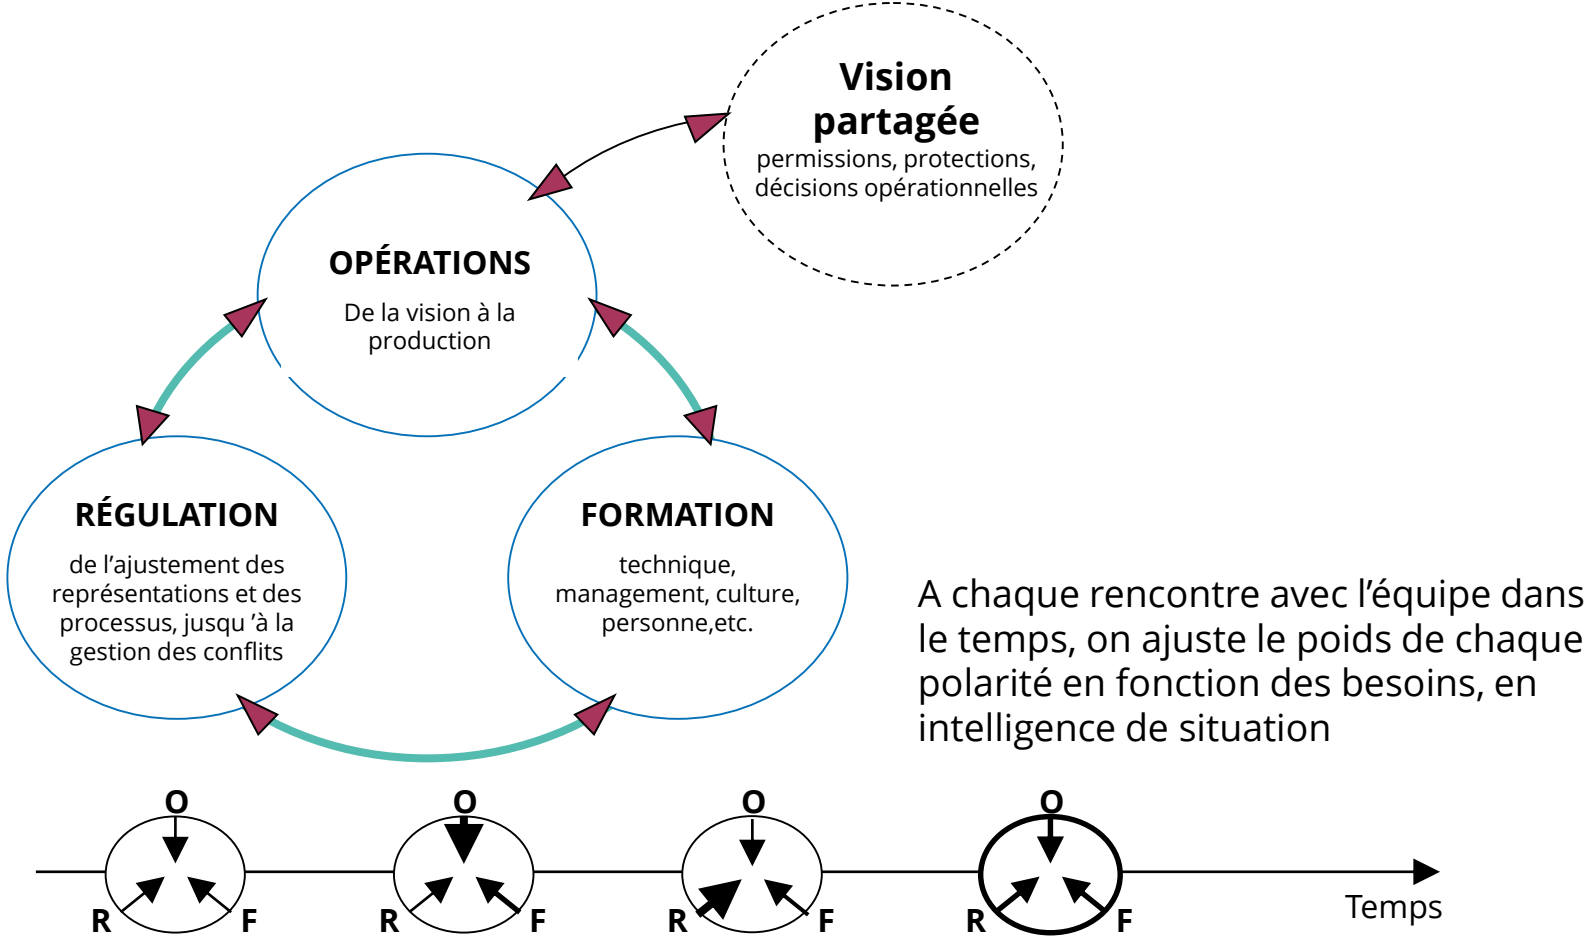 Vision
partagée
permissions, protections,
décisions opérationnelles
OPÉRATIONS
De la vision à la
production
RÉGULATION
de l'ajustement des
représentations et des
processus, jusqu 'à la
gestion des conflits
FORMATION
technique,
management, culture,
personne,etc.
A chaque rencontre avec l'équipe dans
le temps, on ajuste le poids de chaque
polarité en fonction des besoins, en
intelligence de situation
O
R
F
O
R
F
O
R
F
O
R
F
Temps